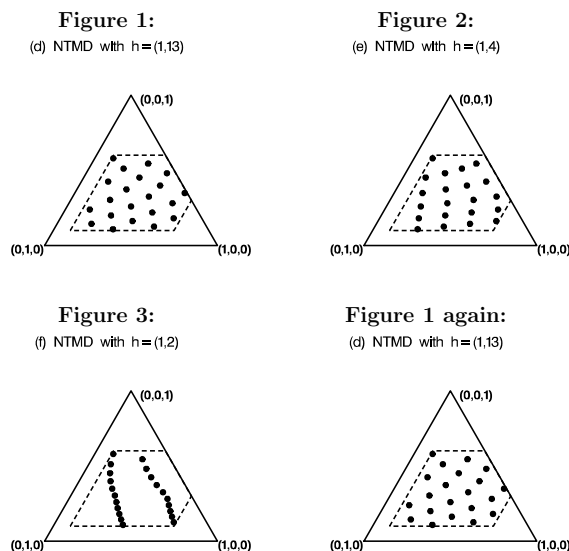 Figure 1:
(d) NTMD with h=(1,13)
(0,0,1)
(0,1,0)
(1,0,0)
Figure 2:
(e) NTMD with h=(1,4)
(0,0,1)
(0,1,0)
(1,0,0)
Figure 3:
(f) NTMD with h=(1,2)
(0,0,1)
(0,1,0)
(1,0,0)
Figure 1 again:
(d) NTMD with h=(1,13)
(0,0,1)
(0,1,0)
(1,0,0)